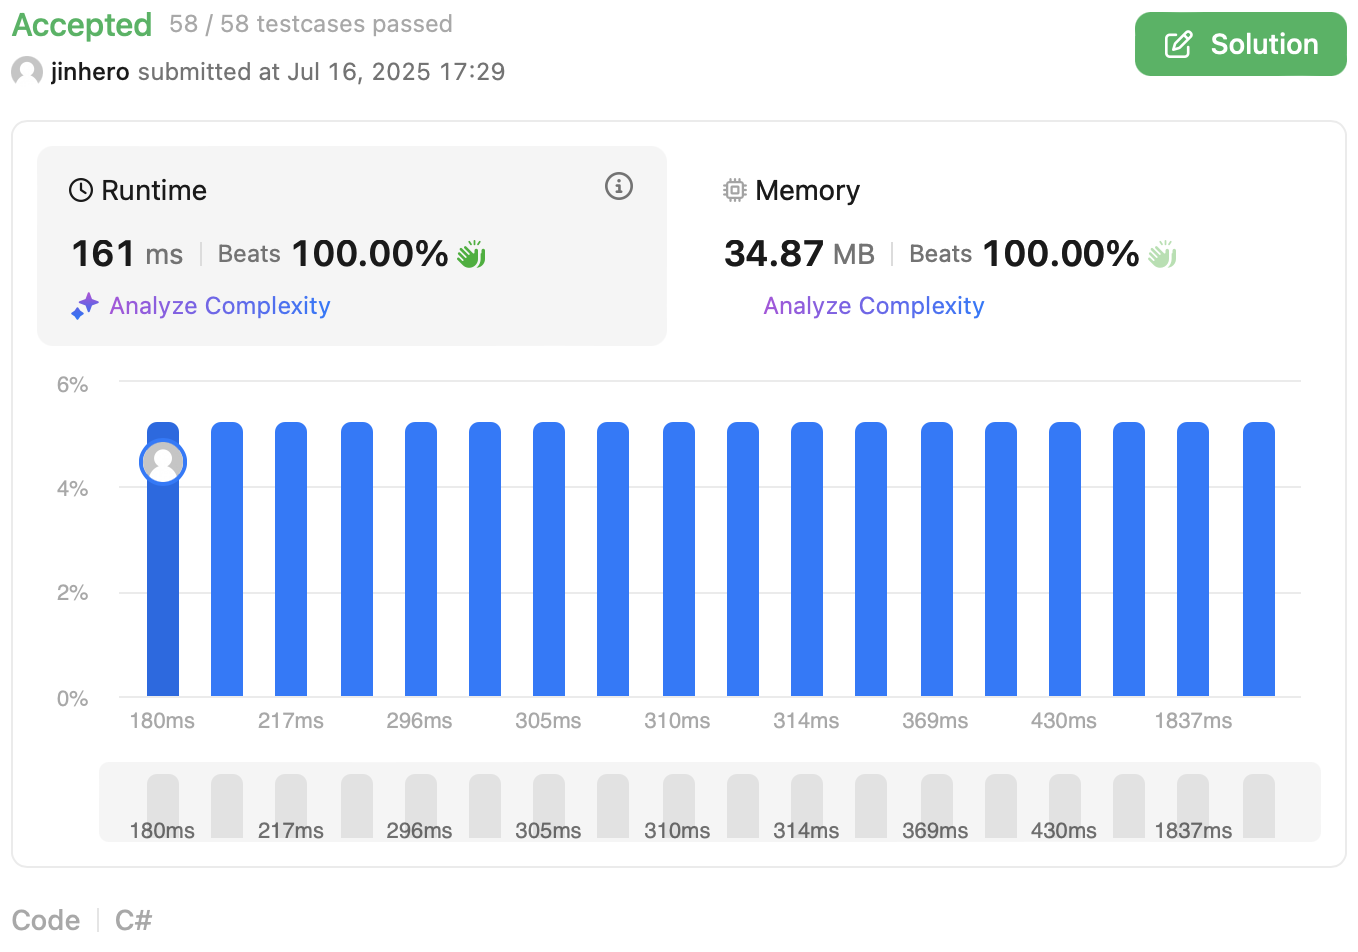 Accepted 58 / 58 testcases passed
jinhero submitted at Jul 16, 2025 17:29
Solution
Runtime
161 ms Beats 100.00%
Analyze Complexity
Memory
34.87 MB Beats 100.00%
Analyze Complexity
6%
4%
2%
0%
180ms 217ms 296ms 305ms 310ms 314ms 369ms 430ms 1837ms
180ms 217ms 296ms 305ms 310ms 314ms 369ms 430ms 1837ms
Code C#